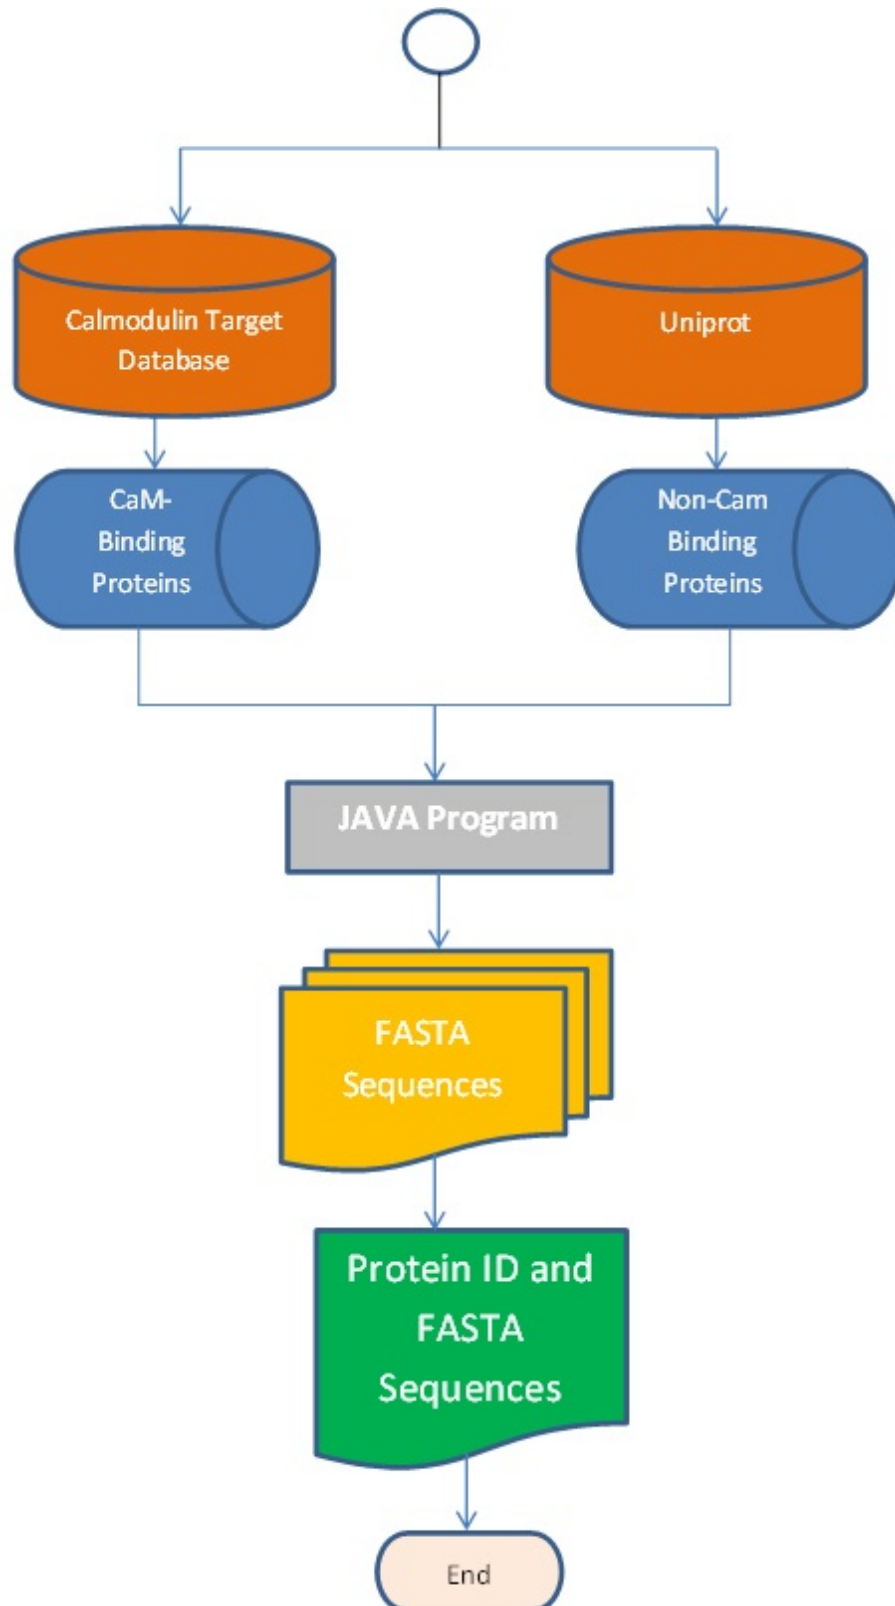 Calmodulin Target
Database
Uniprot
CaM-
Binding
Proteins
Non-Cam
Binding
Proteins
JAVA Program
FASTA
Sequences
Protein ID and
FASTA
Sequences
End